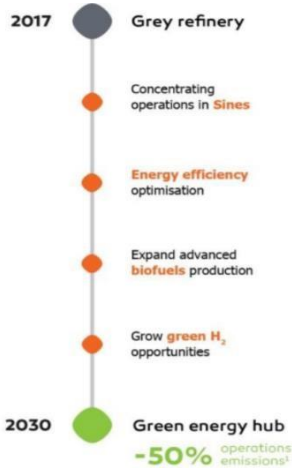 2017 Grey refinery
Concentrating
operations in Sines
Energy efficiency
optimisation
Expand advanced
biofuels production
Grow green H₂
opportunities
2030 Green energy hub
-50% operations
emissions¹